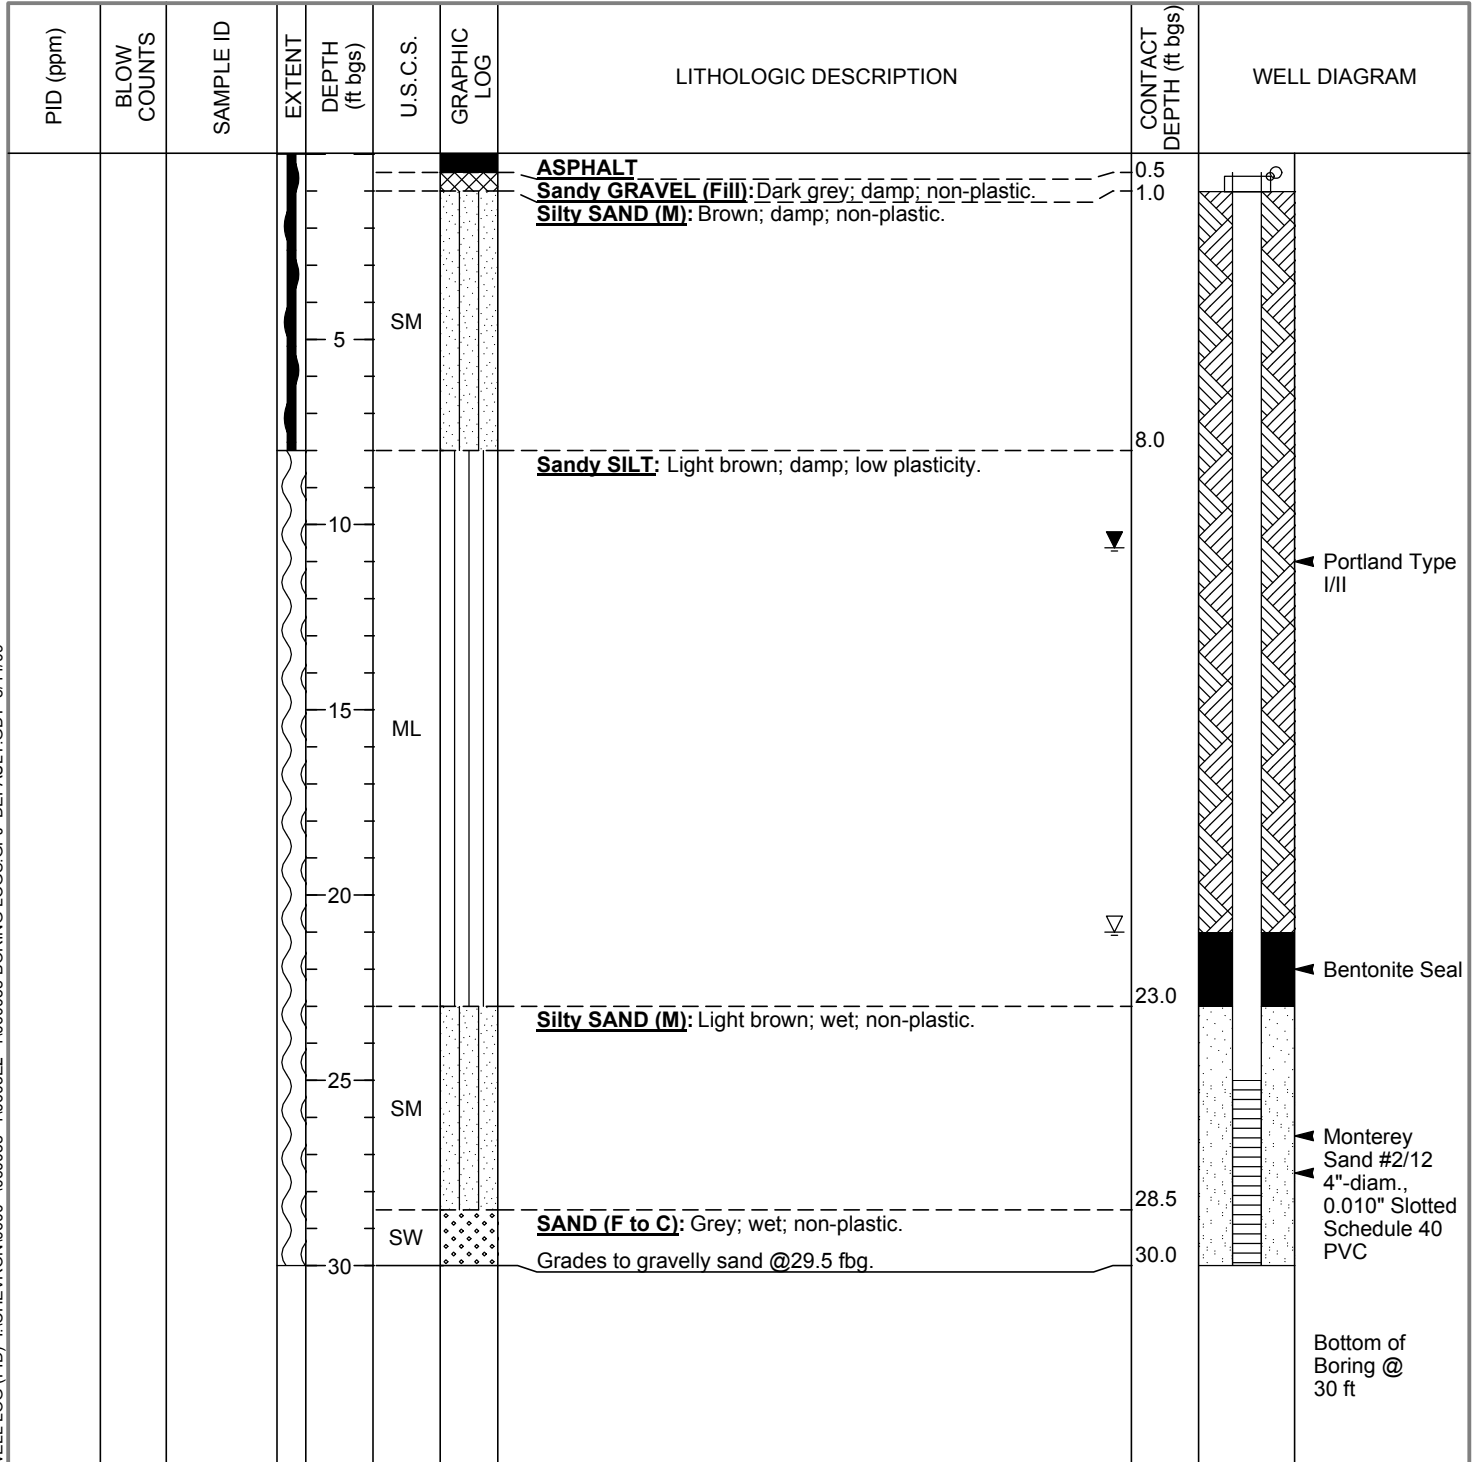 PID (ppm)
BLOW
COUNTS
SAMPLE ID
EXTENT
DEPTH
(ft bgs)
U.S.C.S.
GRAPHIC
LOG
LITHOLOGIC DESCRIPTION
CONTACT
DEPTH (ft bgs)
WELL DIAGRAM
ASPHALT
0.5
Sandy GRAVEL (Fill): Dark grey; damp; non-plastic.
1.0
Silty SAND (M): Brown; damp; non-plastic.
SM
5
8.0
Sandy SILT: Light brown; damp; low plasticity.
10
Portland Type
I/II
15
ML
20
Bentonite Seal
23.0
Silty SAND (M): Light brown; wet; non-plastic.
25
SM
Monterey
Sand #2/12
4"-diam.,
0.010" Slotted
Schedule 40
PVC
28.5
SAND (F to C): Grey; wet; non-plastic.
SW
Grades to gravelly sand @29.5 fbg.
30.0
30
Bottom of
Boring @
30 ft